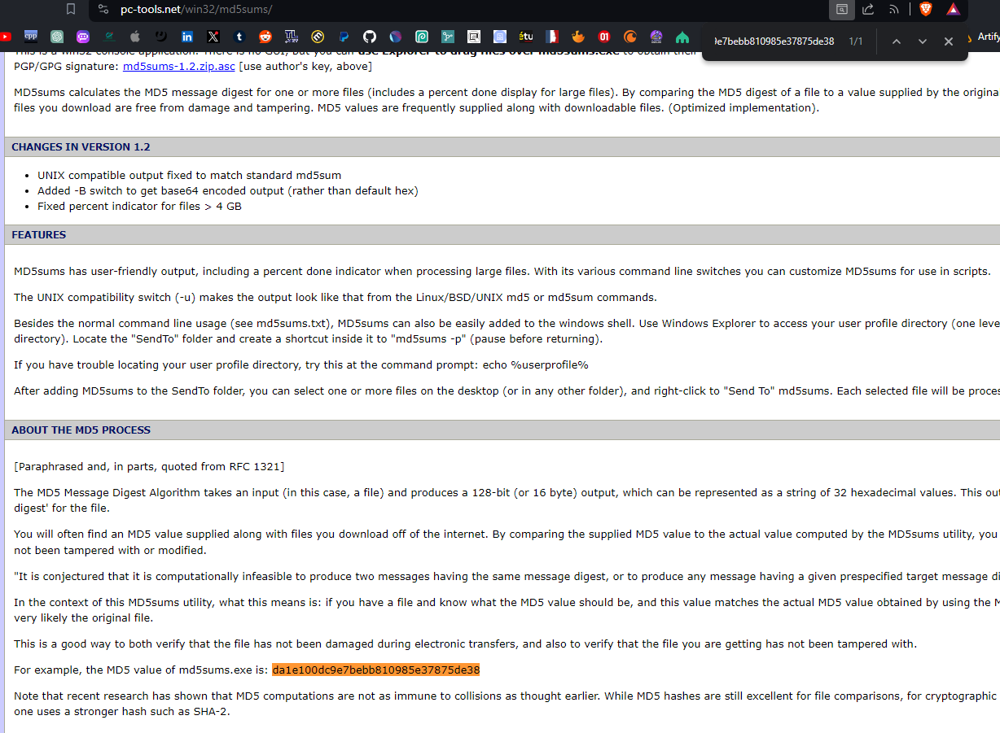 pc-tools.net/win32/md5sums/
e7bebb810985e37875de38 1/1
cpp
étu
01
Artify
This is a win32 console application. There is no GUI, but you can use Explorer to drag files over md5sums.exe to obtain their
PGP/GPG signature: md5sums-1.2.zip.asc [use author's key, above]
MD5sums calculates the MD5 message digest for one or more files (includes a percent done display for large files). By comparing the MD5 digest of a file to a value supplied by the origina
files you download are free from damage and tampering. MD5 values are frequently supplied along with downloadable files. (Optimized implementation).
CHANGES IN VERSION 1.2
• UNIX compatible output fixed to match standard md5sum
• Added -B switch to get base64 encoded output (rather than default hex)
• Fixed percent indicator for files > 4 GB
FEATURES
MD5sums has user-friendly output, including a percent done indicator when processing large files. With its various command line switches you can customize MD5sums for use in scripts.
The UNIX compatibility switch (-u) makes the output look like that from the Linux/BSD/UNIX md5 or md5sum commands.
Besides the normal command line usage (see md5sums.txt), MD5sums can also be easily added to the windows shell. Use Windows Explorer to access your user profile directory (one leve
directory). Locate the "SendTo" folder and create a shortcut inside it to "md5sums -p" (pause before returning).
If you have trouble locating your user profile directory, try this at the command prompt: echo %userprofile%
After adding MD5sums to the SendTo folder, you can select one or more files on the desktop (or in any other folder), and right-click to "Send To" md5sums. Each selected file will be proces
ABOUT THE MD5 PROCESS
[Paraphrased and, in parts, quoted from RFC 1321]
The MD5 Message Digest Algorithm takes an input (in this case, a file) and produces a 128-bit (or 16 byte) output, which can be represented as a string of 32 hexadecimal values. This out
digest' for the file.
You will often find an MD5 value supplied along with files you download off of the internet. By comparing the supplied MD5 value to the actual value computed by the MD5sums utility, you
not been tampered with or modified.
"It is conjectured that it is computationally infeasible to produce two messages having the same message digest, or to produce any message having a given prespecified target message di
In the context of this MD5sums utility, what this means is: if you have a file and know what the MD5 value should be, and this value matches the actual MD5 value obtained by using the M
very likely the original file.
This is a good way to both verify that the file has not been damaged during electronic transfers, and also to verify that the file you are getting has not been tampered with.
For example, the MD5 value of md5sums.exe is: da1e100dc9e7bebb810985e37875de38
Note that recent research has shown that MD5 computations are not as immune to collisions as thought earlier. While MD5 hashes are still excellent for file comparisons, for cryptographic
one uses a stronger hash such as SHA-2.